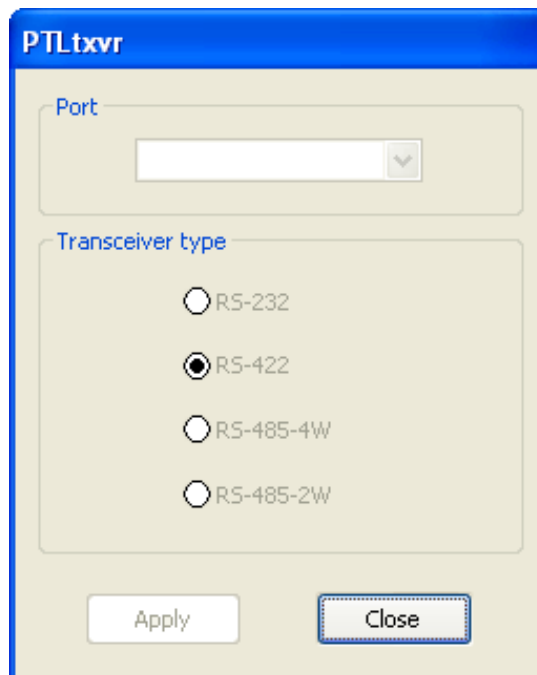 PTLtxvr
Port
Transceiver type
RS-232
RS-422
RS-485-4W
RS-485-2W
Apply
Close